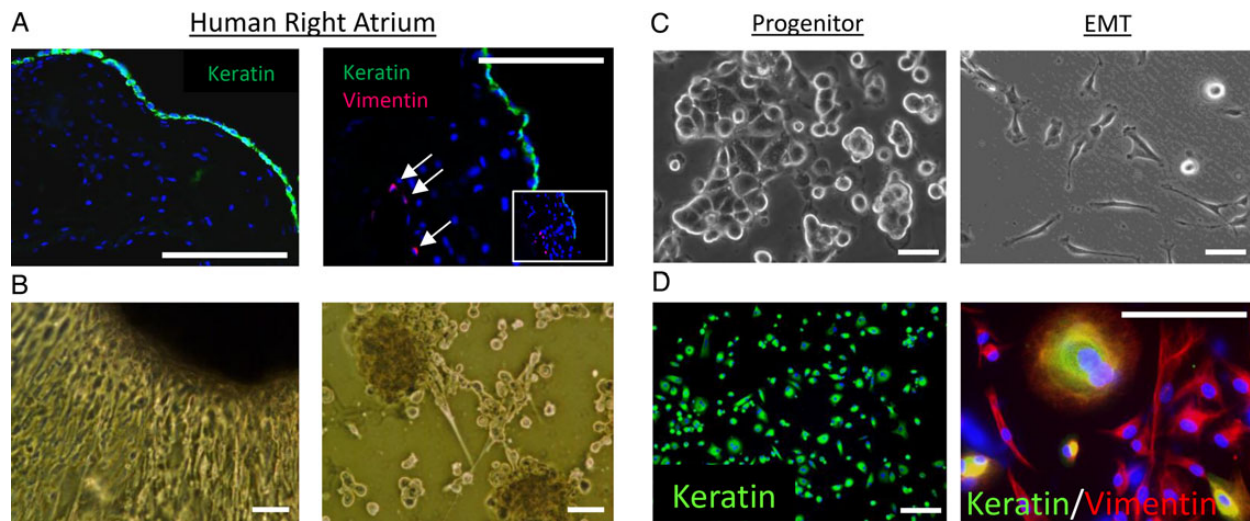 A
Human Right Atrium
Keratin
Keratin
Vimentin
B
C
Progenitor
EMT
D
Keratin
Keratin/Vimentin